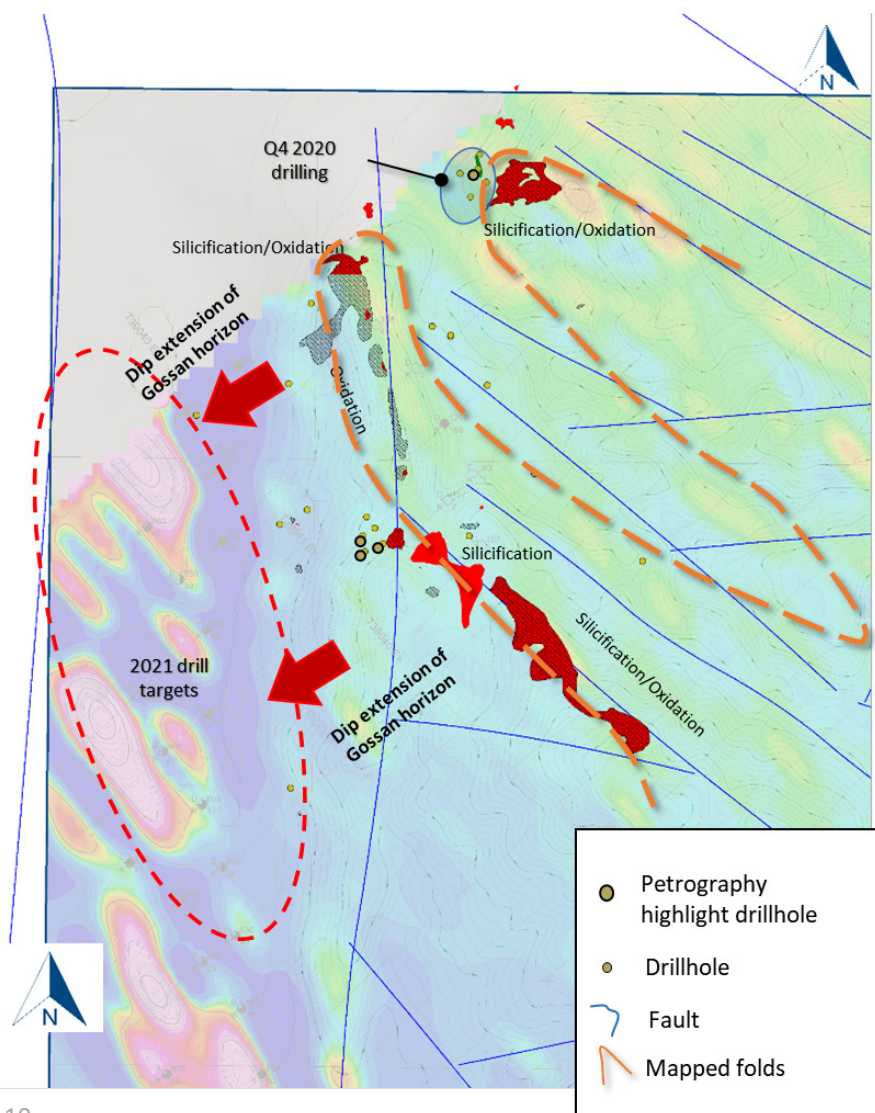 N
Q4 2020
drilling
Silicification/Oxidation
Silicification/Oxidation
Dip extension of
Gossan horizon
Oxidation
Silicification
2021 drill
targets
Silicification/Oxidation
Dip extension of
Gossan horizon
N
Petrography
highlight drillhole
Drillhole
Fault
Mapped folds